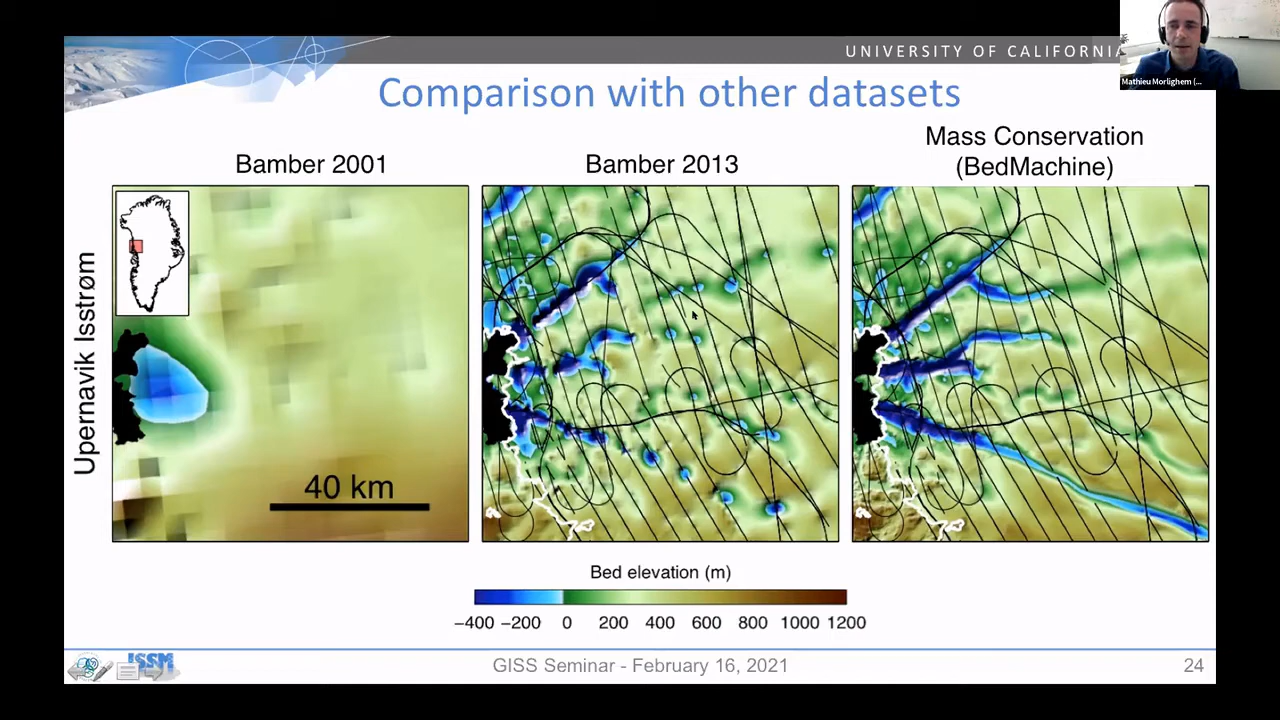 UNIVERSITY OF CALIFORNIA
Mathieu Morlighem (...
Comparison with other datasets
Bamber 2001
Bamber 2013
Mass Conservation
(BedMachine)
Upernavik Isstrøm
40 km
Bed elevation (m)
−400 −200 0 200 400 600 800 1000 1200
ISSM
GISS Seminar - February 16, 2021
24